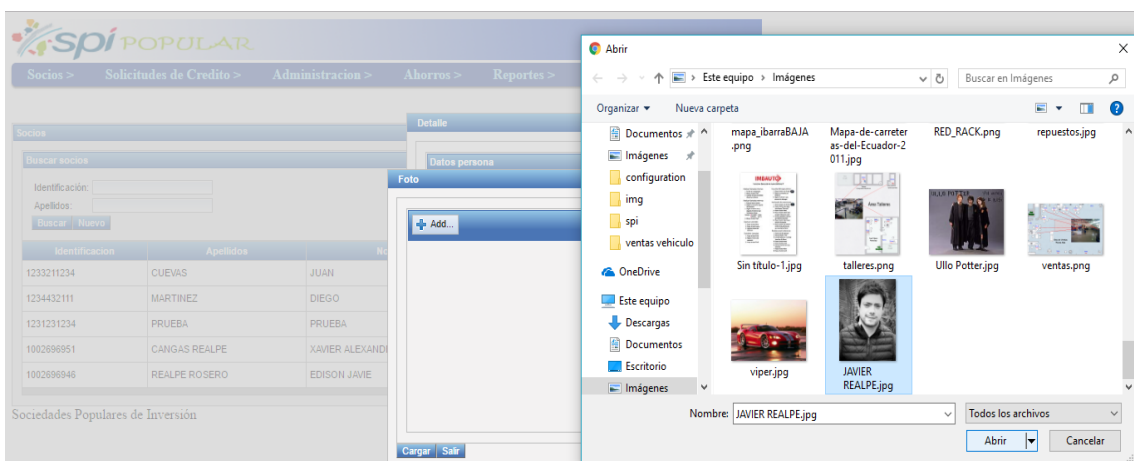 spi POPULAR
Socios > Solicitudes de Credito > Administracion > Ahorros > Reportes >
Socios
Buscar socios
Identificación:
Apellidos:
Buscar Nuevo
Identificacion Apellidos No
1233211234 CUEVAS JUAN
1234432111 MARTINEZ DIEGO
1231231234 PRUEBA PRUEBA
1002696951 CANGAS REALPE XAVIER ALEXAND
1002696946 REALPE ROSERO EDISON JAVIE
Sociedades Populares de Inversión
Detalle
Datos persona
Foto
Add...
Cargar Salir
Abrir
Este equipo > Imágenes
Buscar en Imágenes
Organizar Nueva carpeta
Documentos
Imágenes
configuration
img
spi
ventas vehiculo
OneDrive
Este equipo
Descargas
Documentos
Escritorio
Imágenes
mapa_ibarraBAJA
.png
Mapa-de-carreter
as-del-Ecuador-2
011.jpg
RED_RACK.png
repuestos.jpg
IMBAUTO
Area Talleres
Sin título-1.jpg
talleres.png
Ullo Potter.jpg
ventas.png
viper.jpg
JAVIER
REALPE.jpg
Nombre: JAVIER REALPE.jpg
Todos los archivos
Abrir Cancelar